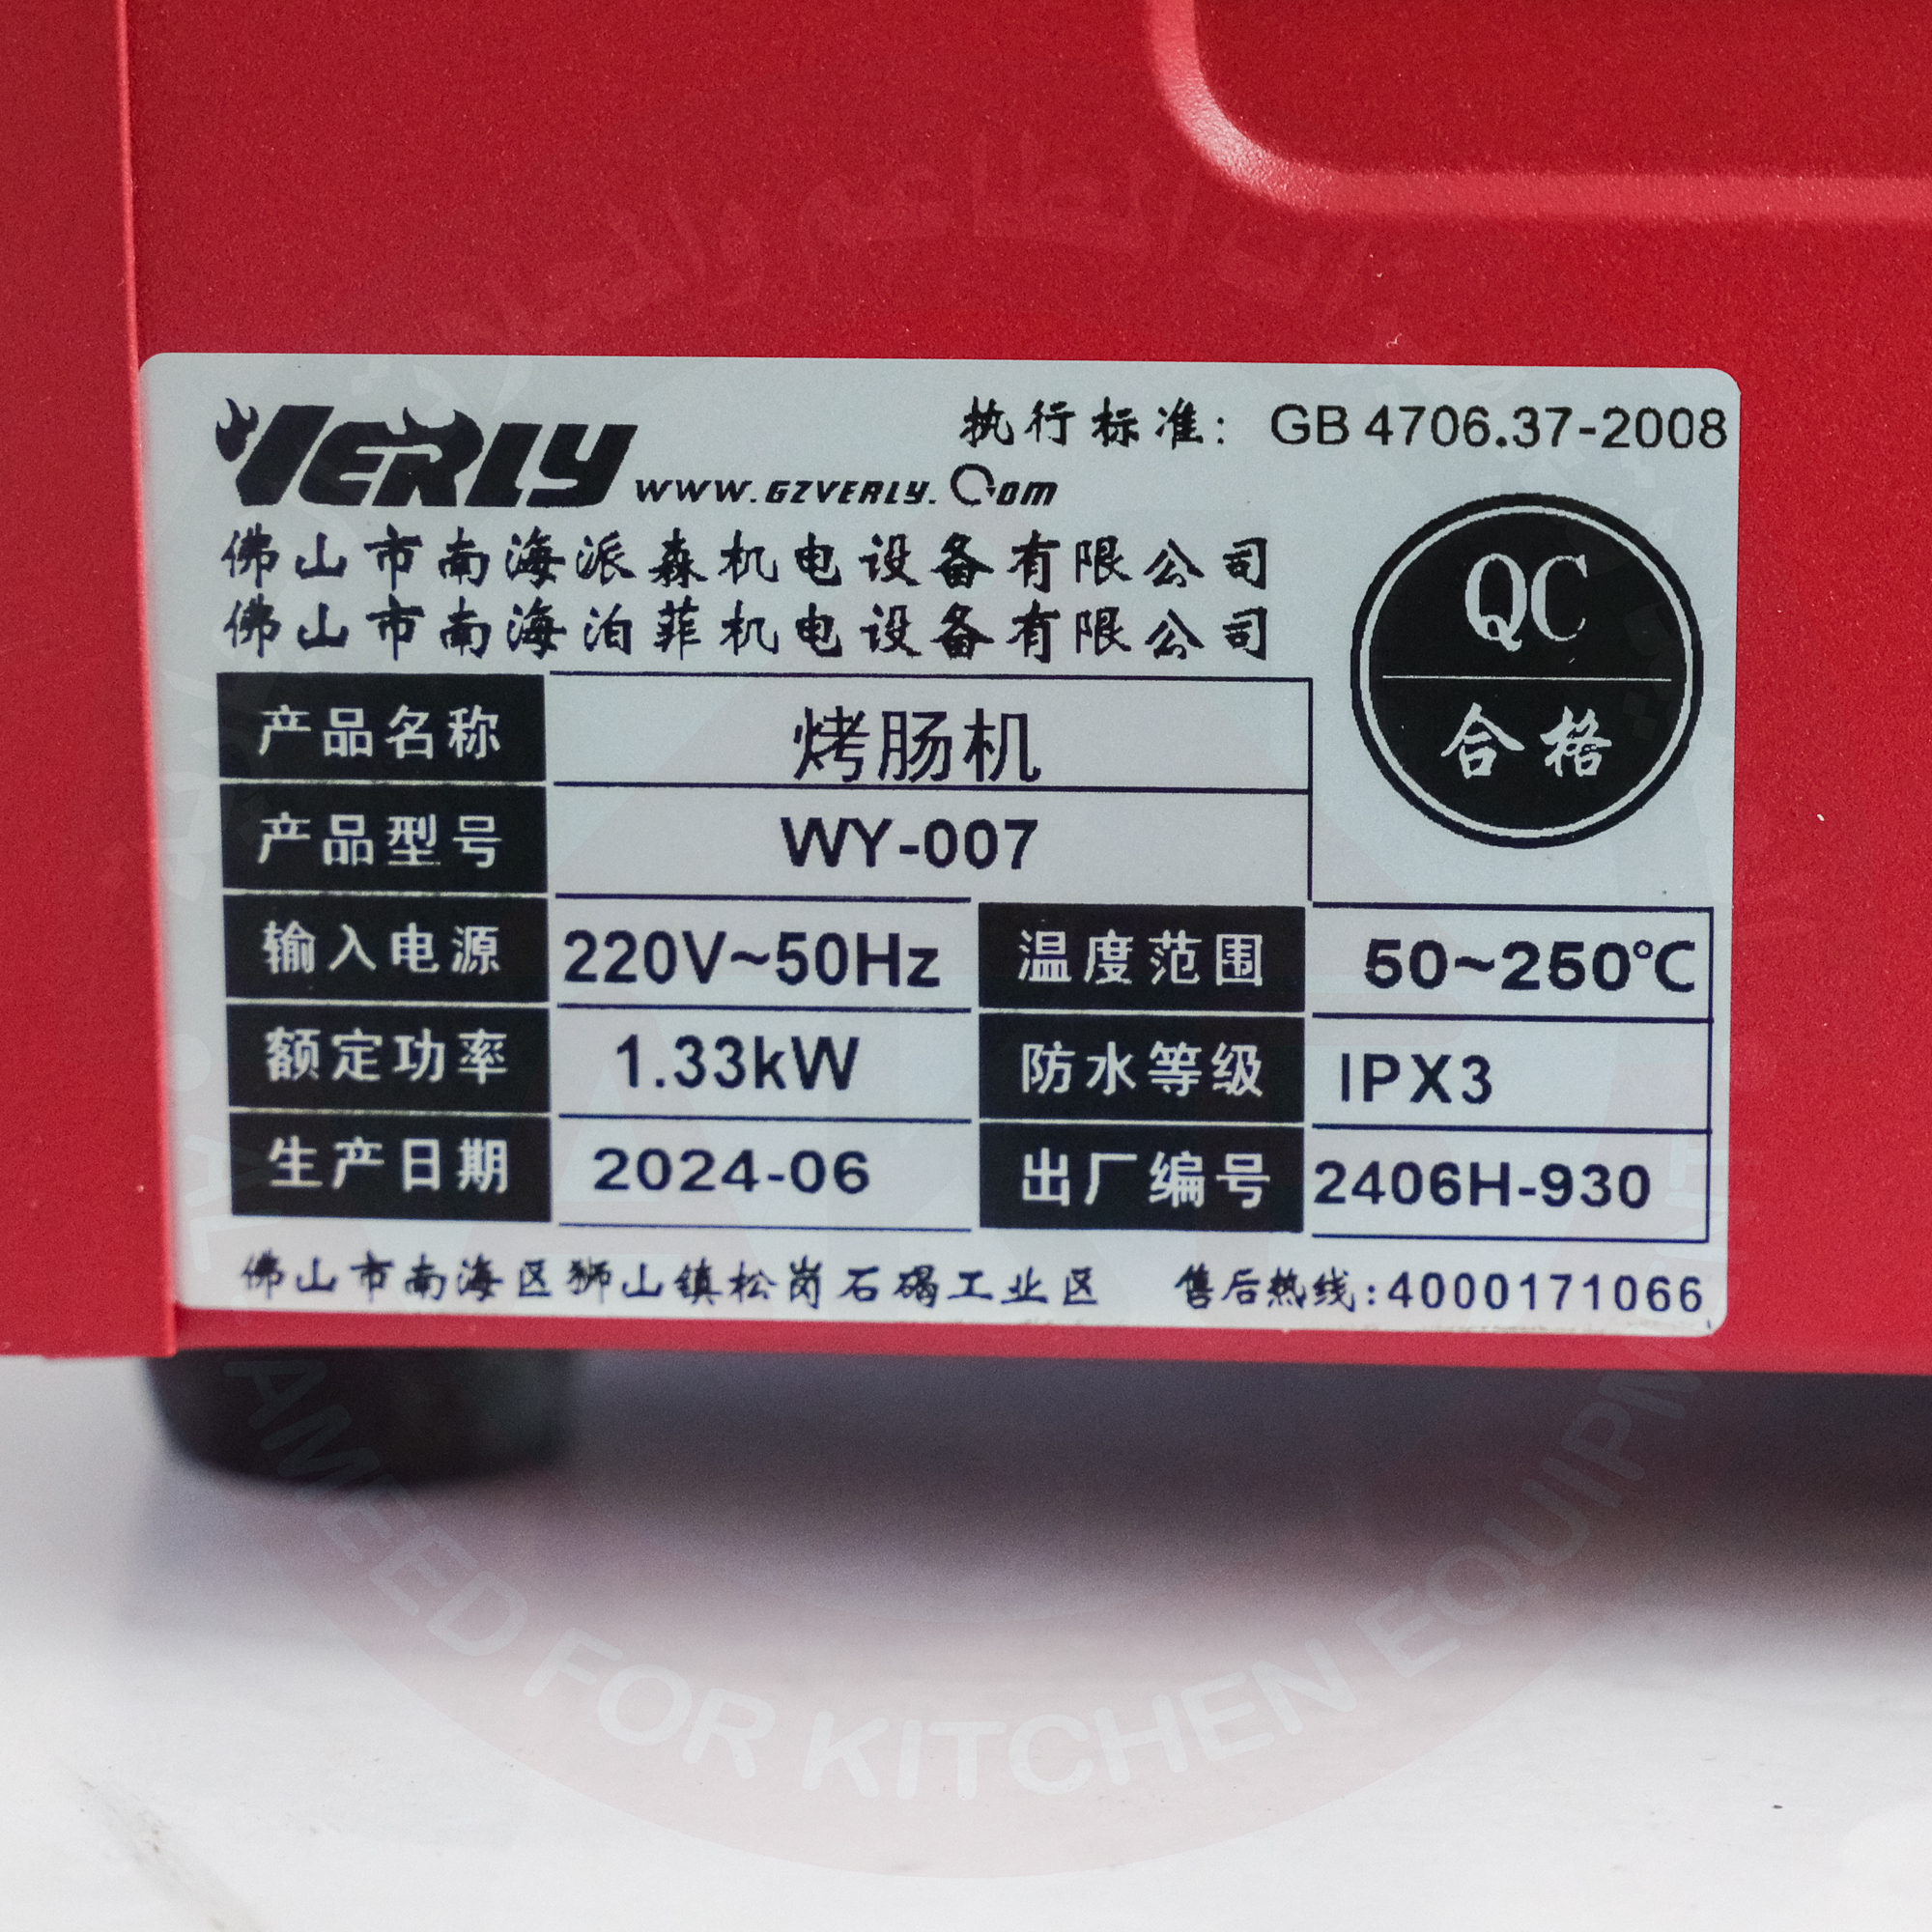 VERLY
www.GZVERLY.Com
执行标准: GB 4706.37-2008
佛山市南海派森机电设备有限公司
佛山市南海泊菲机电设备有限公司
QC
合格
产品名称 烤肠机
产品型号 WY-007
输入电源 220V~50Hz 温度范围 50~250℃
额定功率 1.33kW 防水等级 IPX3
生产日期 2024-06 出厂编号 2406H-930
佛山市南海区狮山镇松岗石碣工业区 售后热线:4000171066
AL-AMEED FOR KITCHEN EQUIPMENT